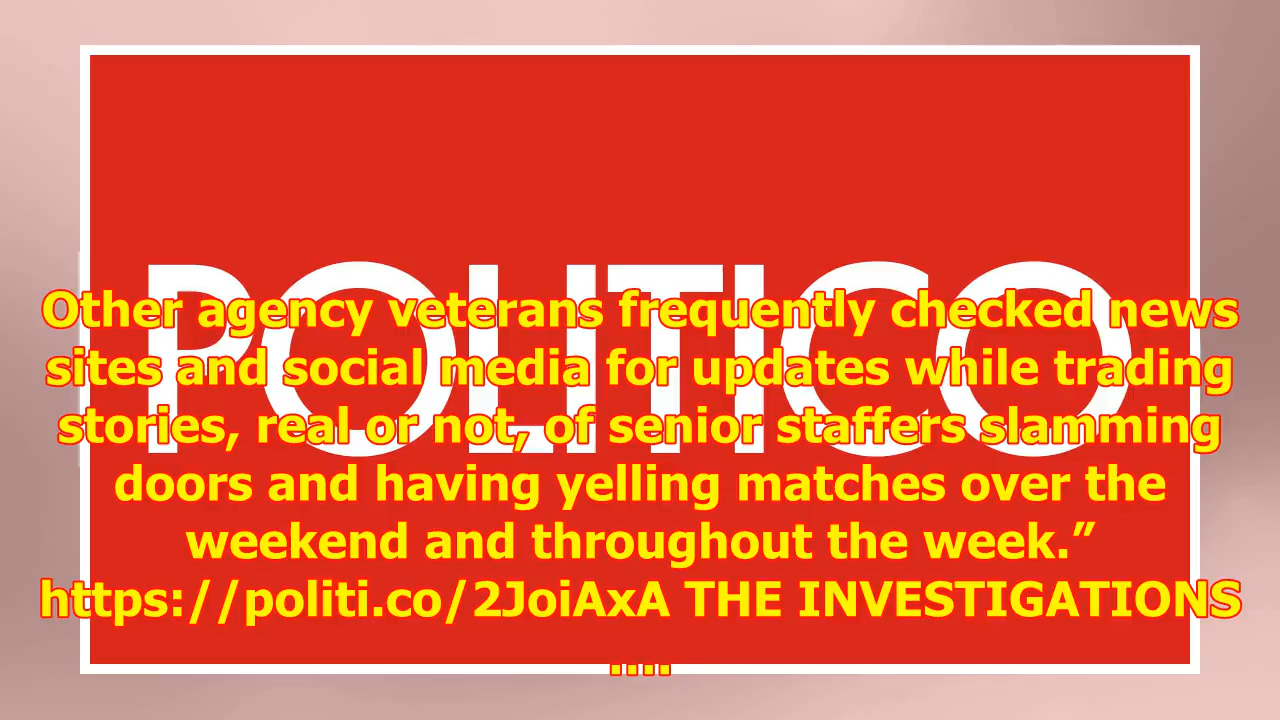 POLITICO
Other agency veterans frequently checked news
sites and social media for updates while trading
stories, real or not, of senior staffers slamming
doors and having yelling matches over the
weekend and throughout the week.”
https://politi.co/2JoiAxA THE INVESTIGATIONS
....